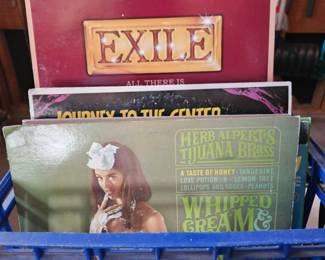 EXILE
ALL THERE IS
JOURNEY TO THE CENTER
HERB ALPERT'S
TIJUANA BRASS
A TASTE OF HONEY • TANGERINE
LOVE POTION #9 • LEMON TREE
LOLLIPOPS AND ROSES • PEANUTS
WHIPPED
CREAM &